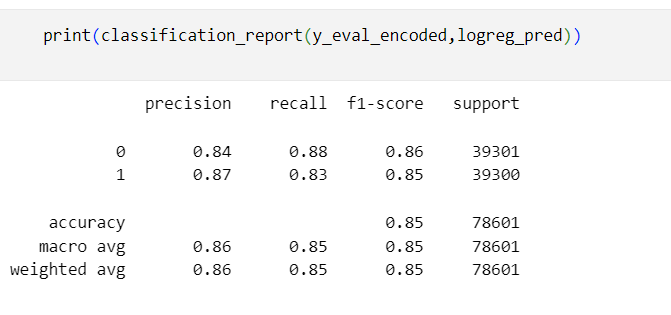 print(classification_report(y_eval_encoded,logreg_pred))
precision recall f1-score support
0 0.84 0.88 0.86 39301
1 0.87 0.83 0.85 39300
accuracy 0.85 78601
macro avg 0.86 0.85 0.85 78601
weighted avg 0.86 0.85 0.85 78601